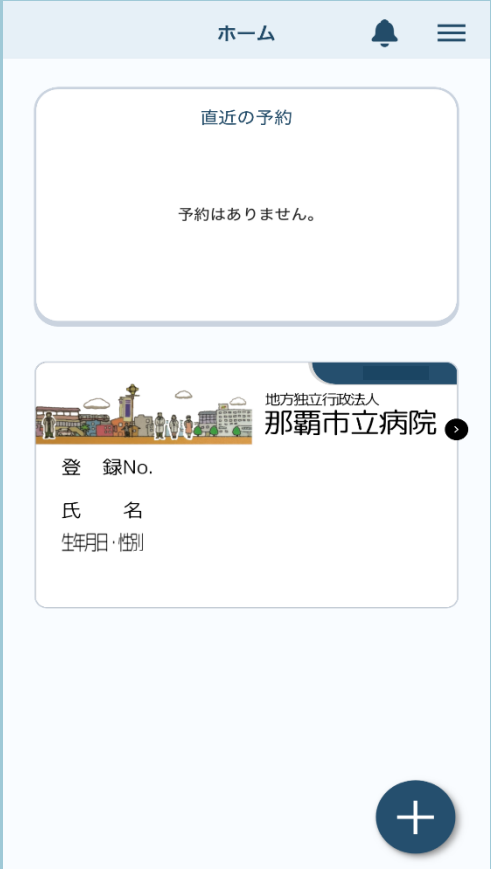 ホーム
直近の予約
予約はありません。
地方独立行政法人
那覇市立病院
登　録No.
氏　　名
生年月日・性別